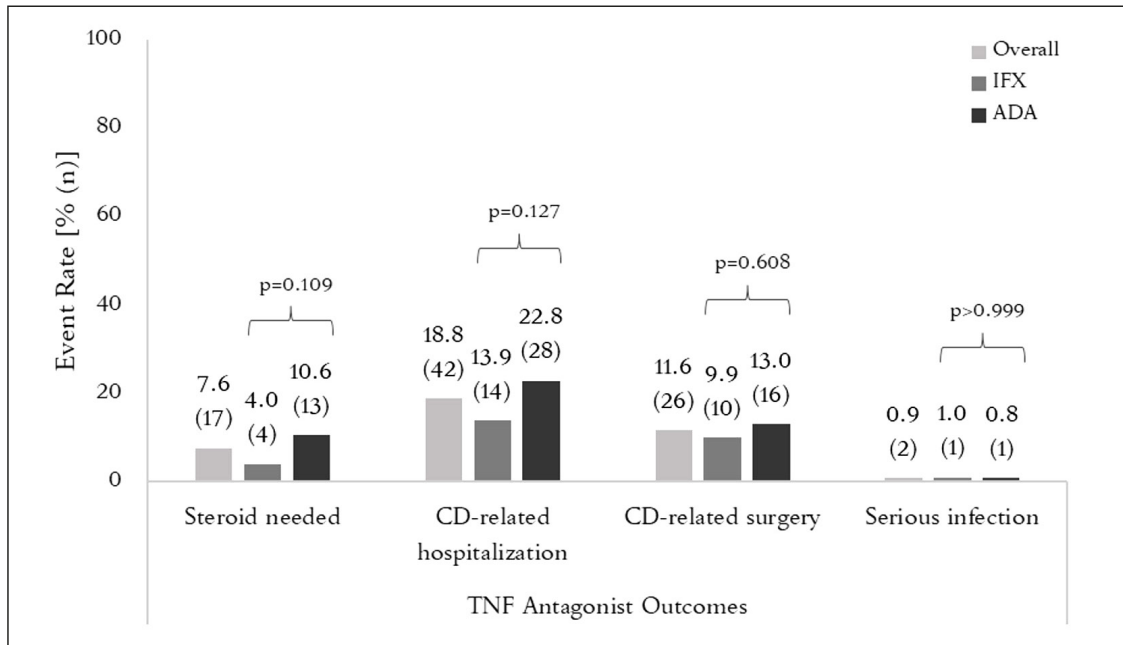 100
80
60
40
20
0
Event Rate [% (n)]
Overall
IFX
ADA
p=0.109
7.6
(17)
4.0
(4)
10.6
(13)
p=0.127
18.8
(42)
13.9
(14)
22.8
(28)
p=0.608
11.6
(26)
9.9
(10)
13.0
(16)
p>0.999
0.9
(2)
1.0
(1)
0.8
(1)
Steroid needed
CD-related
hospitalization
CD-related surgery
Serious infection
TNF Antagonist Outcomes